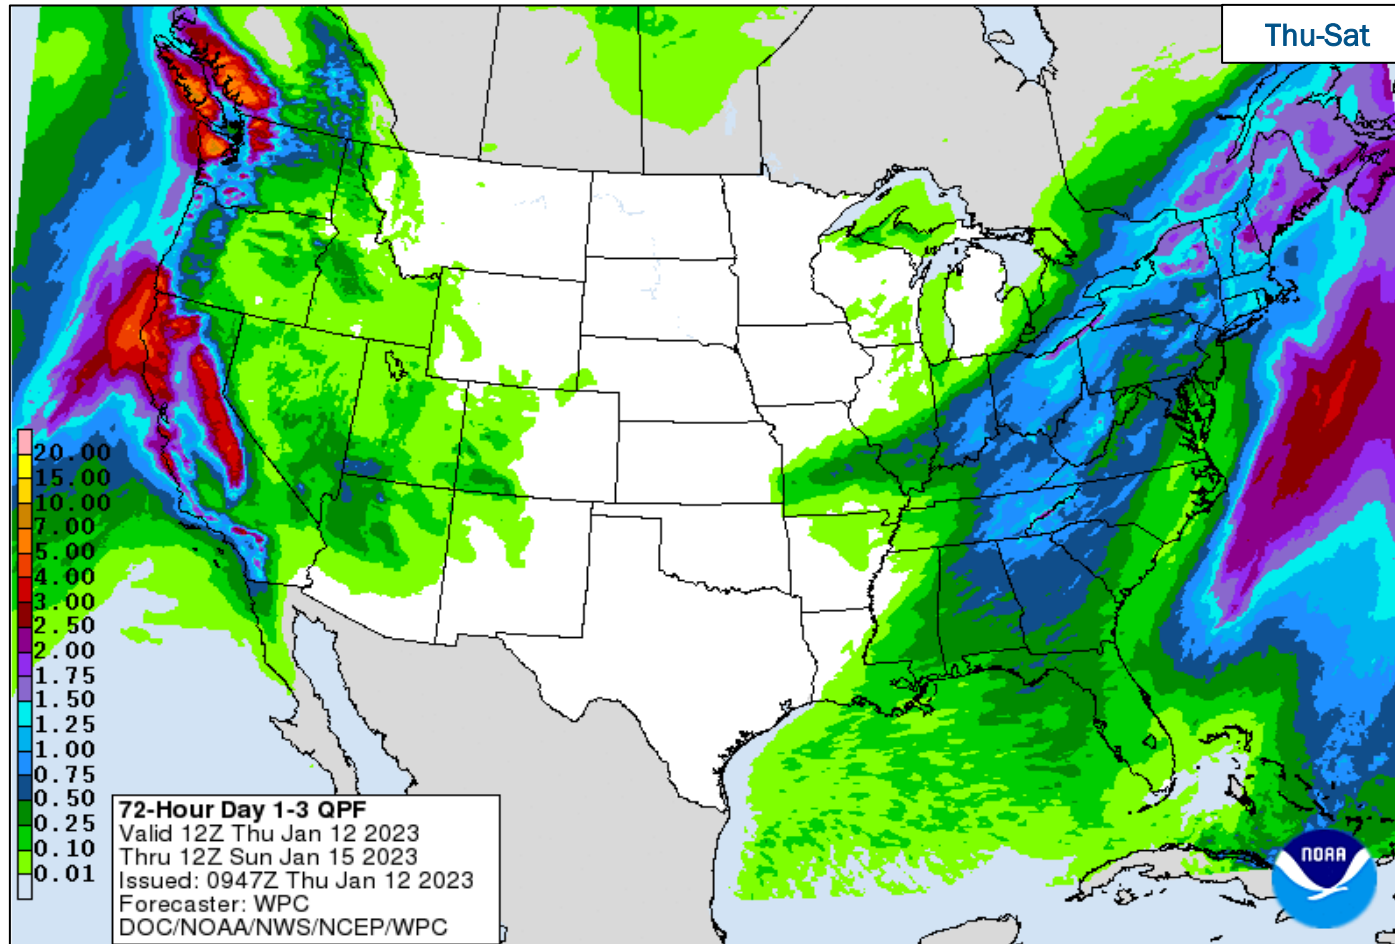 Thu-Sat
20.00
15.00
10.00
7.00
5.00
4.00
3.00
2.50
2.00
1.75
1.50
1.25
1.00
0.75
0.50
0.25
0.10
0.01
72-Hour Day 1-3 QPF
Valid 12Z Thu Jan 12 2023
Thru 12Z Sun Jan 15 2023
Issued: 0947Z Thu Jan 12 2023
Forecaster: WPC
DOC/NOAA/NWS/NCEP/WPC
NOAA